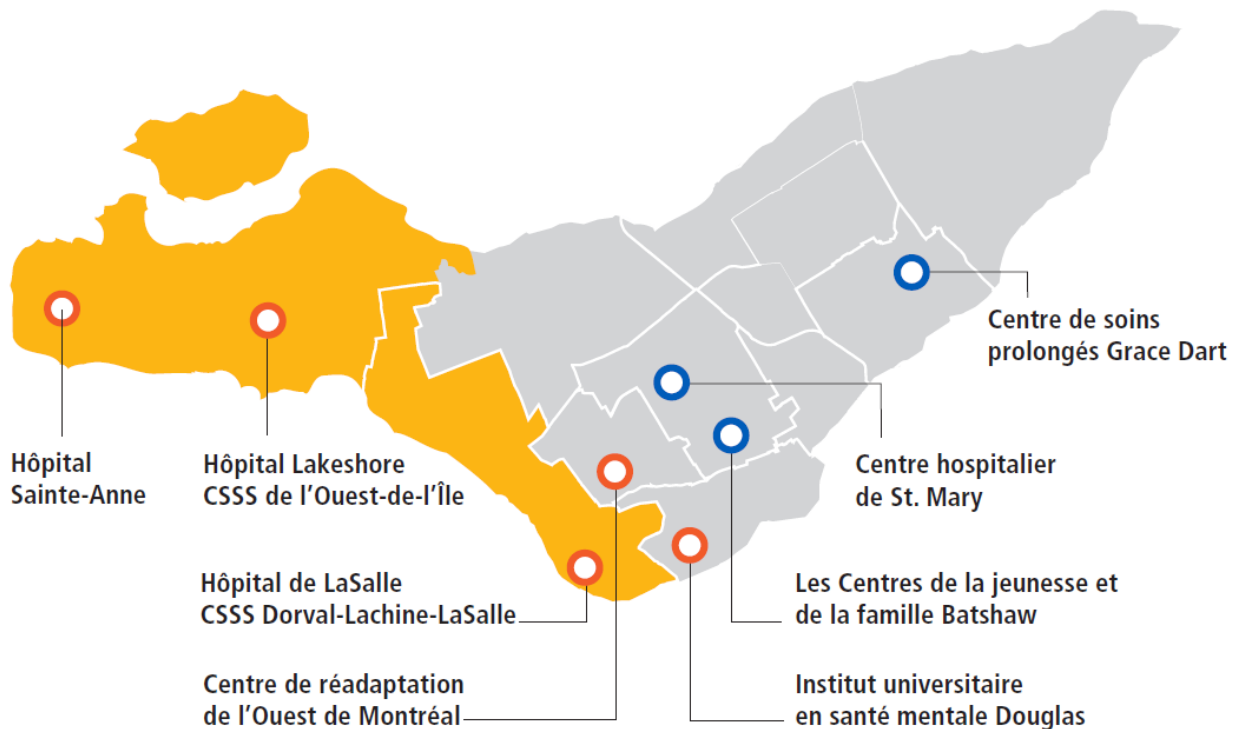 Centre de soins
prolongés Grace Dart
Hôpital
Sainte-Anne
Hôpital Lakeshore
CSSS de l’Ouest-de-l’Île
Centre hospitalier
de St. Mary
Hôpital de LaSalle
CSSS Dorval-Lachine-LaSalle
Les Centres de la jeunesse et
de la famille Batshaw
Centre de réadaptation
de l’Ouest de Montréal
Institut universitaire
en santé mentale Douglas